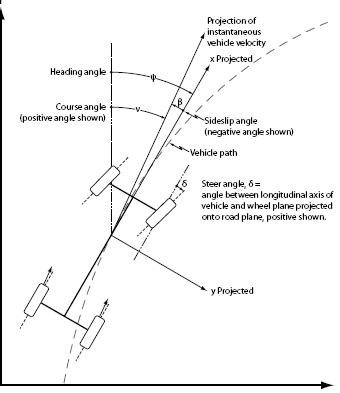 Projection of
instantaneous
vehicle velocity
x Projected
Heading angle
ψ
Course angle
(positive angle shown)
ν
β
Sideslip angle
(negative angle shown)
Vehicle path
δ
Steer angle, δ =
angle between longitudinal axis of
vehicle and wheel plane projected
onto road plane, positive shown.
y Projected